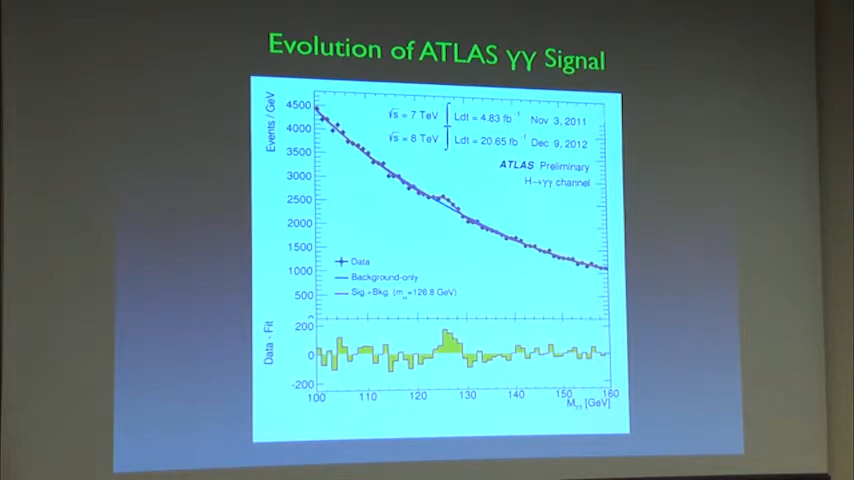 Evolution of ATLAS γγ Signal
Events / GeV
4500
4000
3500
3000
2500
2000
1500
1000
500
0
√s = 7 TeV ∫ Ldt = 4.83 fb⁻¹ Nov 3, 2011
√s = 8 TeV ∫ Ldt = 20.65 fb⁻¹ Dec 9, 2012
ATLAS Preliminary
H→γγ channel
Data
Background-only
Sig.+Bkg. (mH=126.8 GeV)
Data - Fit
200
0
-200
100 110 120 130 140 150 160
Mγγ [GeV]